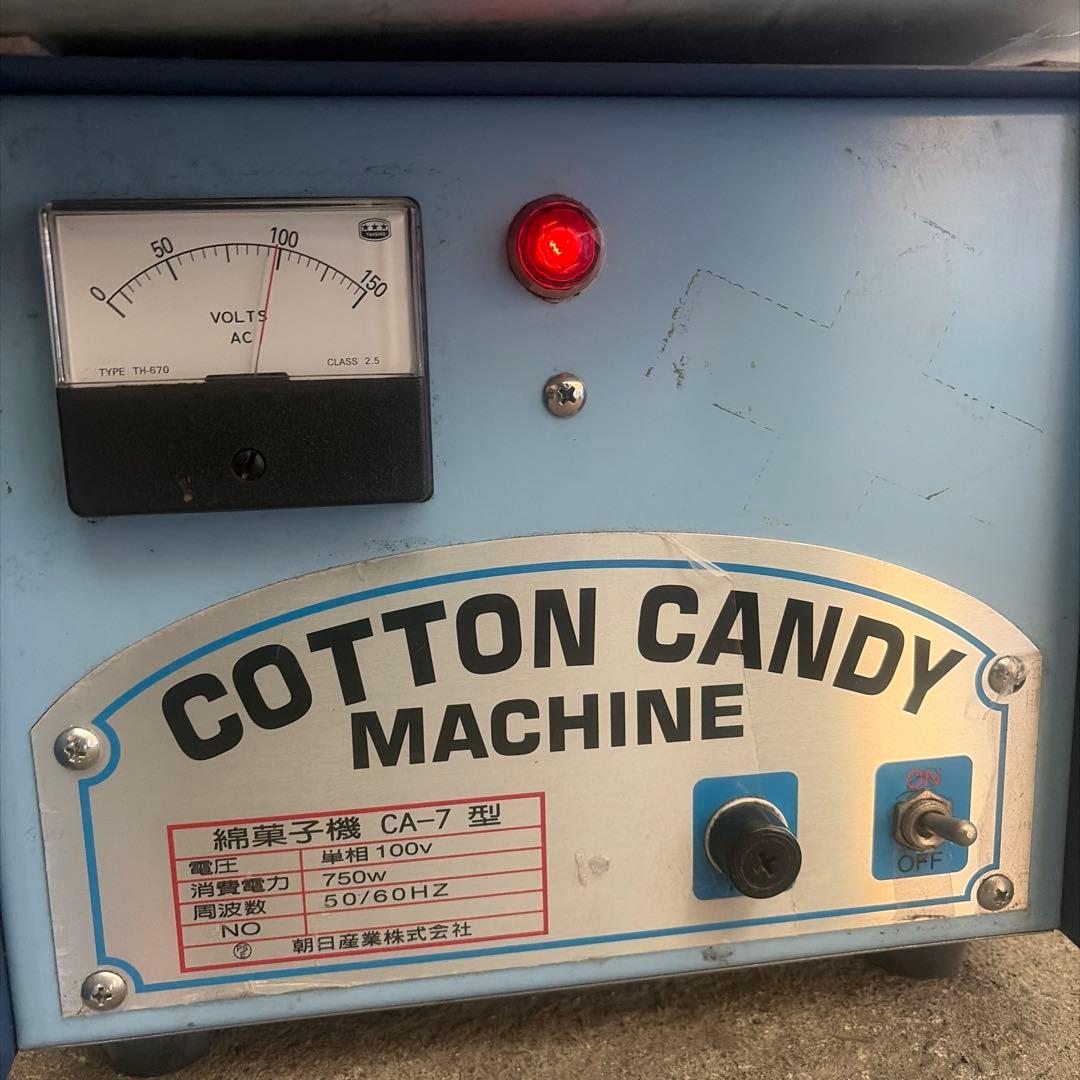 0 50 100 150
VOLTS
AC
TYPE TH-670 CLASS 2.5
COTTON CANDY
MACHINE
綿菓子機 CA-7 型
電圧 単相100v
消費電力 750w
周波数 50/60HZ
NO
PSE 朝日産業株式会社
ON
OFF